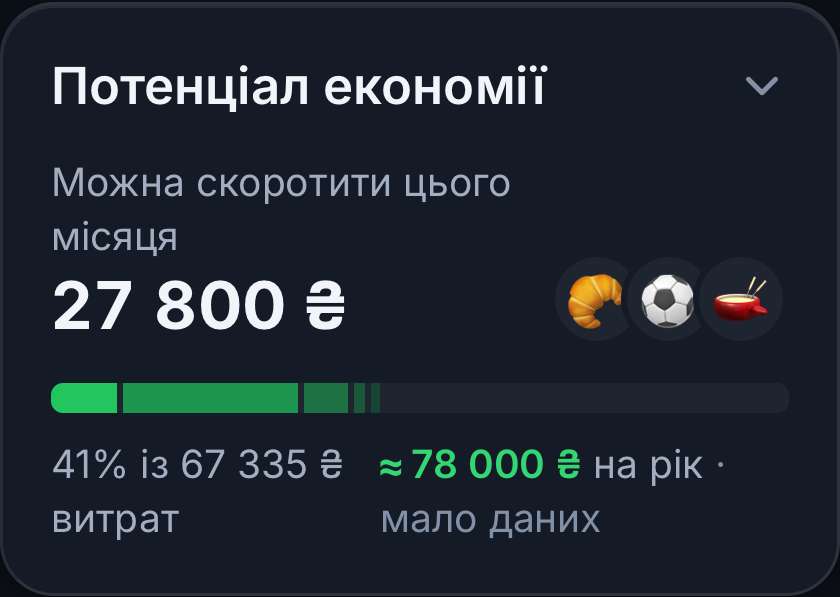 Потенціал економії
Можна скоротити цього
місяця
27 800 ₴
41% із 67 335 ₴
витрат
≈ 78 000 ₴ на рік ·
мало даних